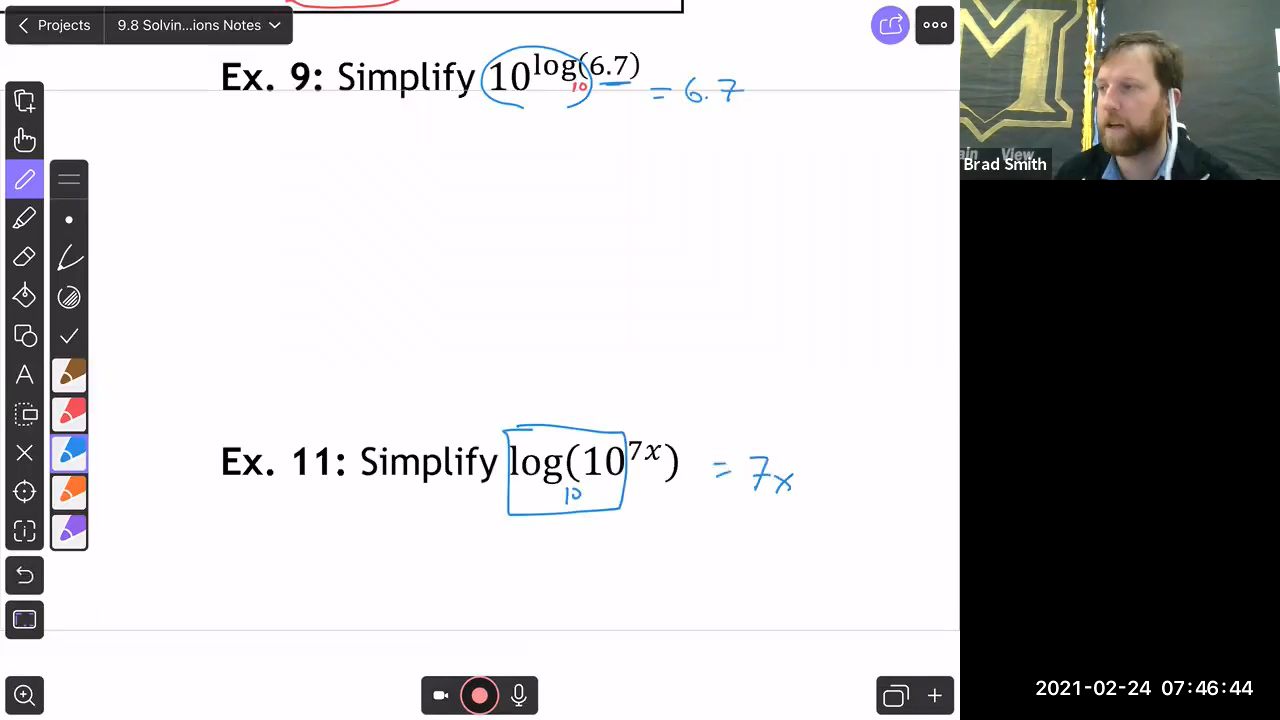 Projects 9.8 Solvin...ions Notes
Ex. 9: Simplify 10^log(6.7) = 6.7
10
M
View
Brad Smith
A
Ex. 11: Simplify log(10^7x) = 7x
10
2021-02-24 07:46:44